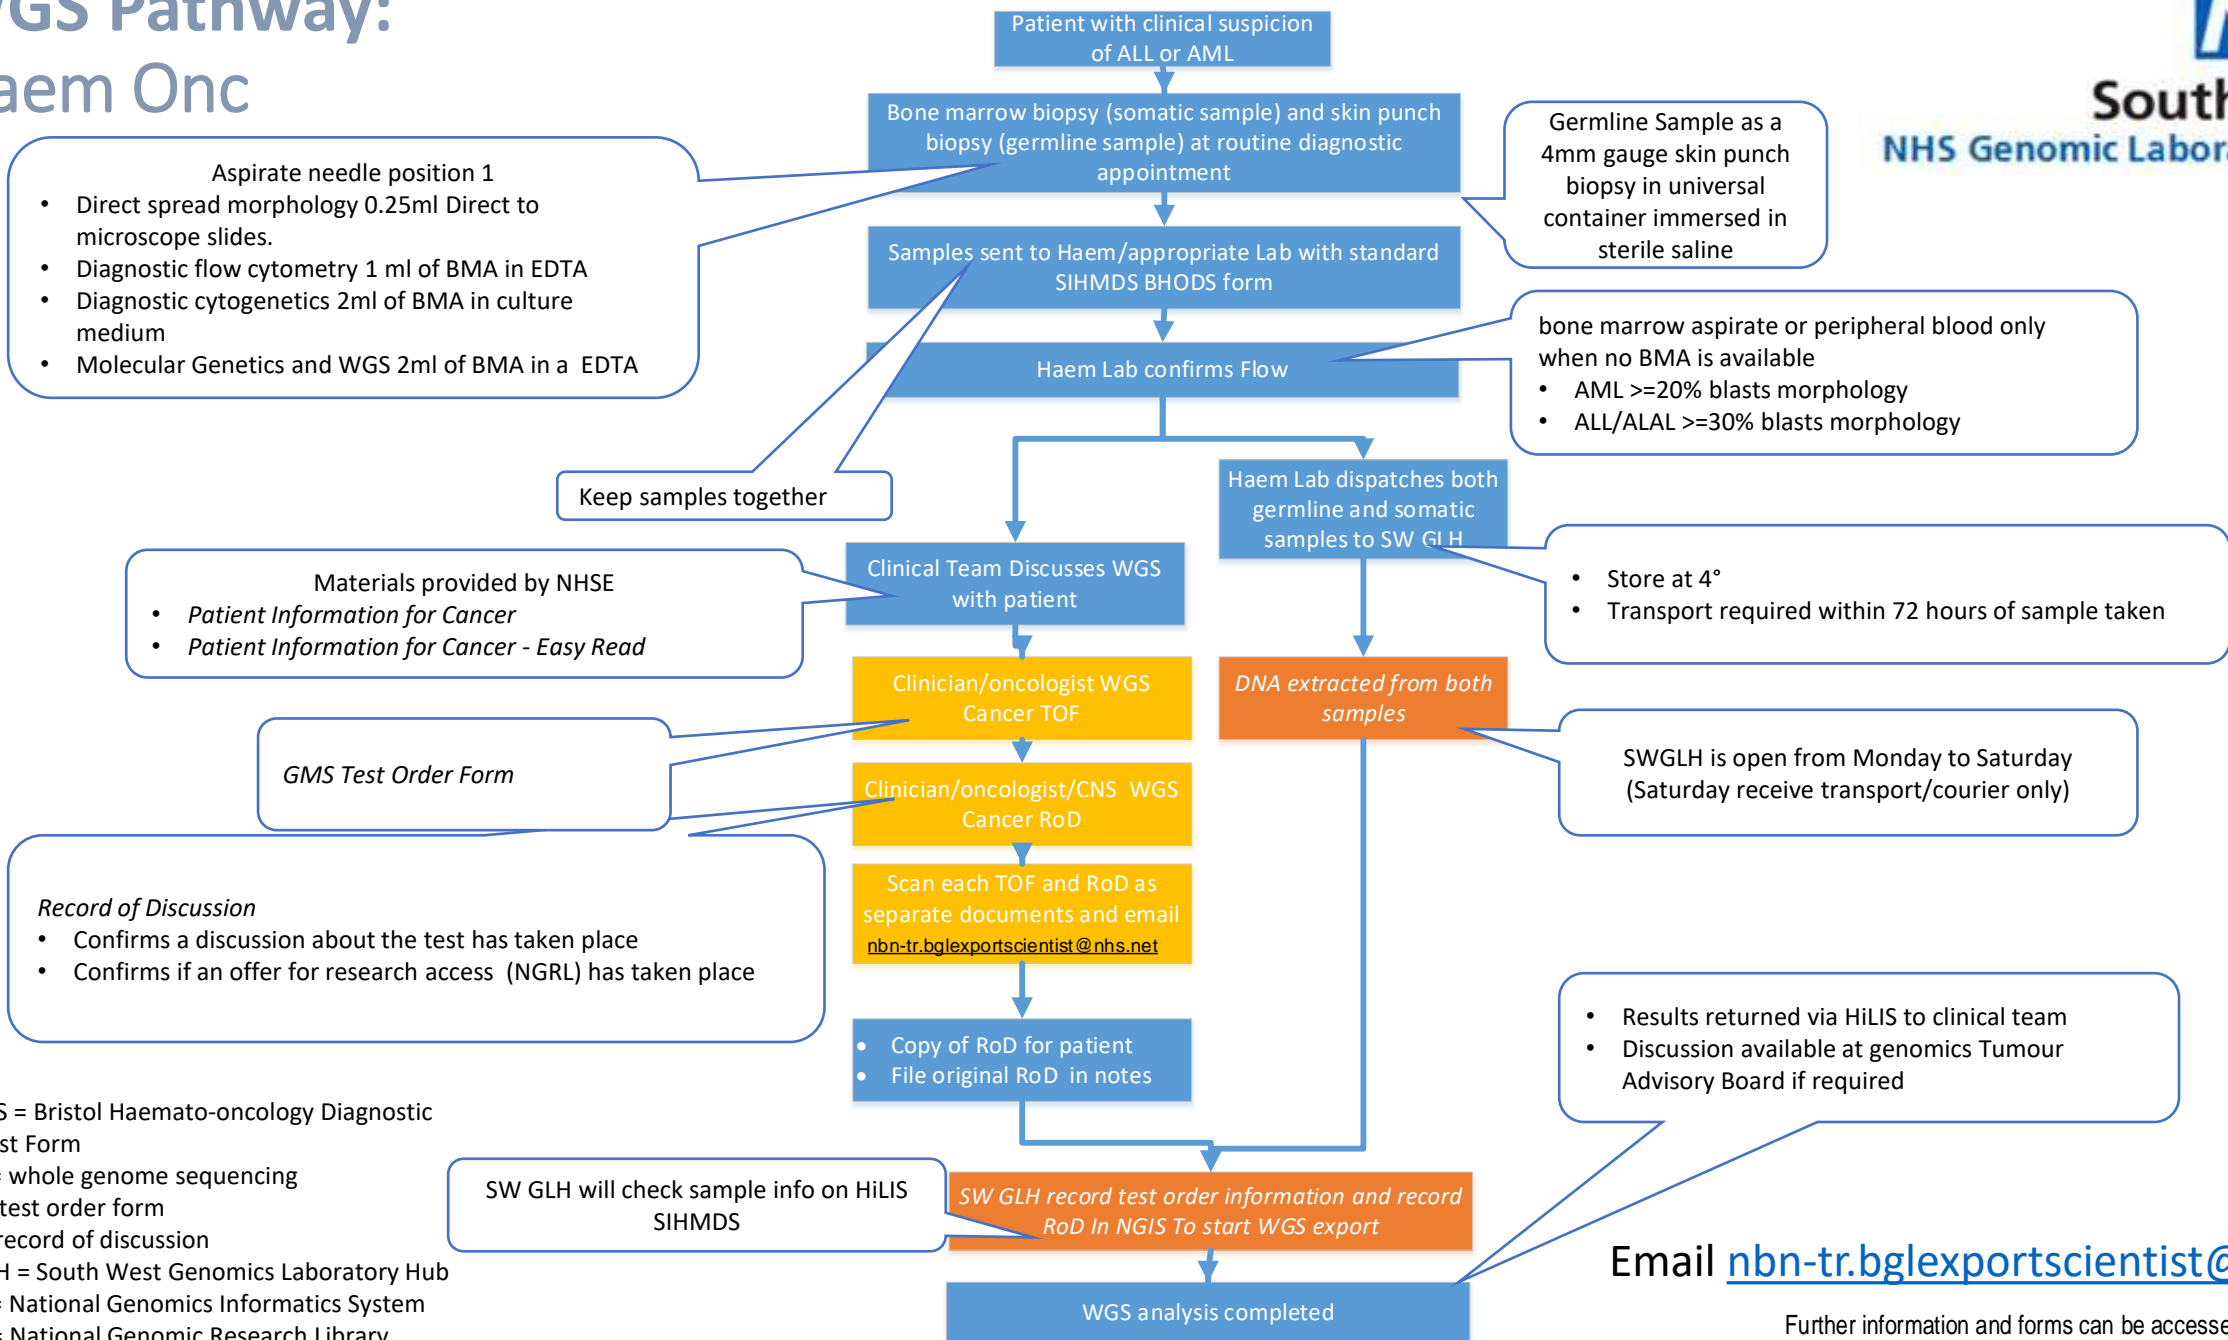 WGS Pathway:
Haem Onc
Patient with clinical suspicion
of ALL or AML
South
NHS Genomic Labora
Bone marrow biopsy (somatic sample) and skin punch
biopsy (germline sample) at routine diagnostic
appointment
Germline Sample as a
4mm gauge skin punch
biopsy in universal
container immersed in
sterile saline
Aspirate needle position 1
• Direct spread morphology 0.25ml Direct to
microscope slides.
• Diagnostic flow cytometry 1 ml of BMA in EDTA
• Diagnostic cytogenetics 2ml of BMA in culture
medium
• Molecular Genetics and WGS 2ml of BMA in a EDTA
Samples sent to Haem/appropriate Lab with standard
SIHMDS BHODS form
Haem Lab confirms Flow
bone marrow aspirate or peripheral blood only
when no BMA is available
• AML >=20% blasts morphology
• ALL/ALAL >=30% blasts morphology
Keep samples together
Haem Lab dispatches both
germline and somatic
samples to SW GLH
• Store at 4°
• Transport required within 72 hours of sample taken
Clinical Team Discusses WGS
with patient
Materials provided by NHSE
• Patient Information for Cancer
• Patient Information for Cancer - Easy Read
Clinician/oncologist WGS
Cancer TOF
DNA extracted from both
samples
GMS Test Order Form
SWGLH is open from Monday to Saturday
(Saturday receive transport/courier only)
Clinician/oncologist/CNS WGS
Cancer RoD
Record of Discussion
• Confirms a discussion about the test has taken place
• Confirms if an offer for research access (NGRL) has taken place
Scan each TOF and RoD as
separate documents and email
nbn-tr.bglexportscientist@nhs.net
• Copy of RoD for patient
• File original RoD in notes
• Results returned via HiLIS to clinical team
• Discussion available at genomics Tumour
Advisory Board if required
S = Bristol Haemato-oncology Diagnostic
st Form
= whole genome sequencing
test order form
record of discussion
H = South West Genomics Laboratory Hub
= National Genomics Informatics System
= National Genomic Research Library
SW GLH will check sample info on HiLIS
SIHMDS
SW GLH record test order information and record
RoD In NGIS To start WGS export
WGS analysis completed
Email nbn-tr.bglexportscientist@
Further information and forms can be accesse